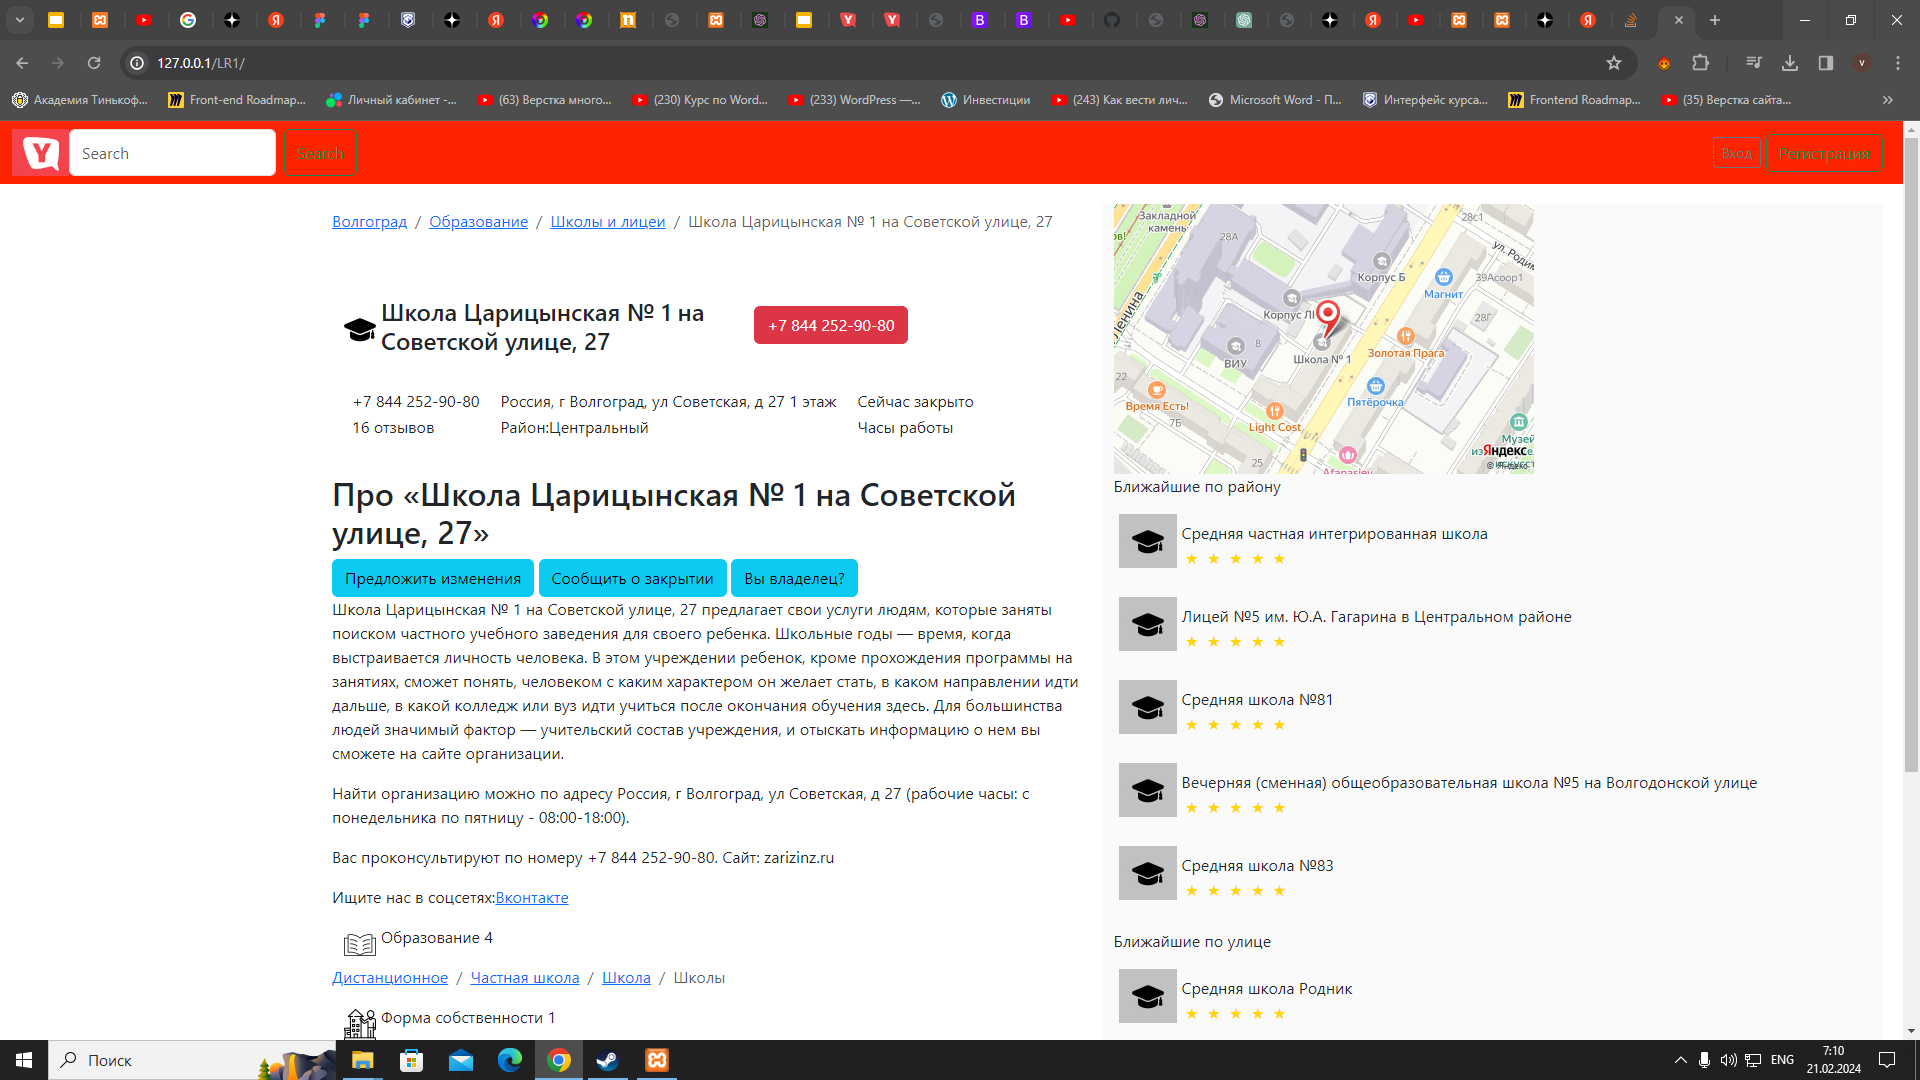 127.0.0.1/LR1/
Академия Тинькоф...
Front-end Roadmap...
Личный кабинет -...
(63) Верстка много...
(230) Курс по Word...
(233) WordPress —...
Инвестиции
(243) Как вести лич...
Microsoft Word - П...
Интерфейс курса...
Frontend Roadmap...
(35) Верстка сайта...
Search
Search
Вход
Регистрация
Волгоград / Образование / Школы и лицеи / Школа Царицынская № 1 на Советской улице, 27
Школа Царицынская № 1 на
Советской улице, 27
+7 844 252-90-80
+7 844 252-90-80
Россия, г Волгоград, ул Советская, д 27 1 этаж
Сейчас закрыто
16 отзывов
Район:Центральный
Часы работы
Про «Школа Царицынская № 1 на Советской
улице, 27»
Предложить изменения
Сообщить о закрытии
Вы владелец?
Школа Царицынская № 1 на Советской улице, 27 предлагает свои услуги людям, которые заняты
поиском частного учебного заведения для своего ребенка. Школьные годы — время, когда
выстраивается личность человека. В этом учреждении ребенок, кроме прохождения программы на
занятиях, сможет понять, человеком с каким характером он желает стать, в каком направлении идти
дальше, в какой колледж или вуз идти учиться после окончания обучения здесь. Для большинства
людей значимый фактор — учительский состав учреждения, и отыскать информацию о нем вы
сможете на сайте организации.
Найти организацию можно по адресу Россия, г Волгоград, ул Советская, д 27 (рабочие часы: с
понедельника по пятницу - 08:00-18:00).
Вас проконсультируют по номеру +7 844 252-90-80. Сайт: zarizinz.ru
Ищите нас в соцсетях:Вконтакте
Образование 4
Дистанционное / Частная школа / Школа / Школы
Форма собственности 1
Закладной
камень
28с1
28А
ул. Родим
Корпус Б
39Асоор1
Магнит
Ленина
Корпус Л
28Г
Школа № 1
Золотая Прага
8
ВИУ
22
Пятёрочка
Время Есть!
Light Cost
7Б
Музей
Яндекс
25
Afanasiev
© Яндекс
Ближайшие по району
Средняя частная интегрированная школа
★ ★ ★ ★ ★
Лицей №5 им. Ю.А. Гагарина в Центральном районе
★ ★ ★ ★ ★
Средняя школа №81
★ ★ ★ ★ ★
Вечерняя (сменная) общеобразовательная школа №5 на Волгодонской улице
★ ★ ★ ★ ★
Средняя школа №83
★ ★ ★ ★ ★
Ближайшие по улице
Средняя школа Родник
★ ★ ★ ★ ★
Поиск
ENG
7:10
21.02.2024